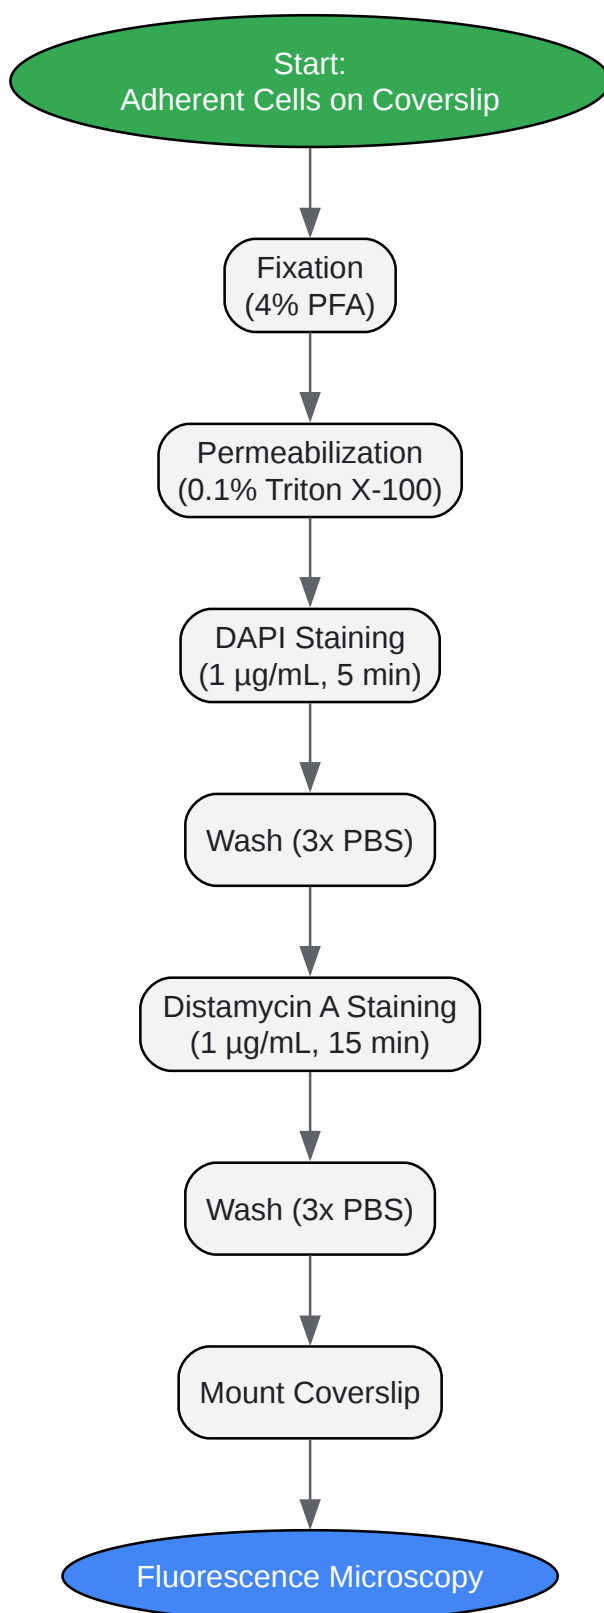 Start:
Adherent Cells on Coverslip
Fixation
(4% PFA)
Permeabilization
(0.1% Triton X-100)
DAPI Staining
(1 µg/mL, 5 min)
Wash (3x PBS)
Distamycin A Staining
(1 µg/mL, 15 min)
Wash (3x PBS)
Mount Coverslip
Fluorescence Microscopy